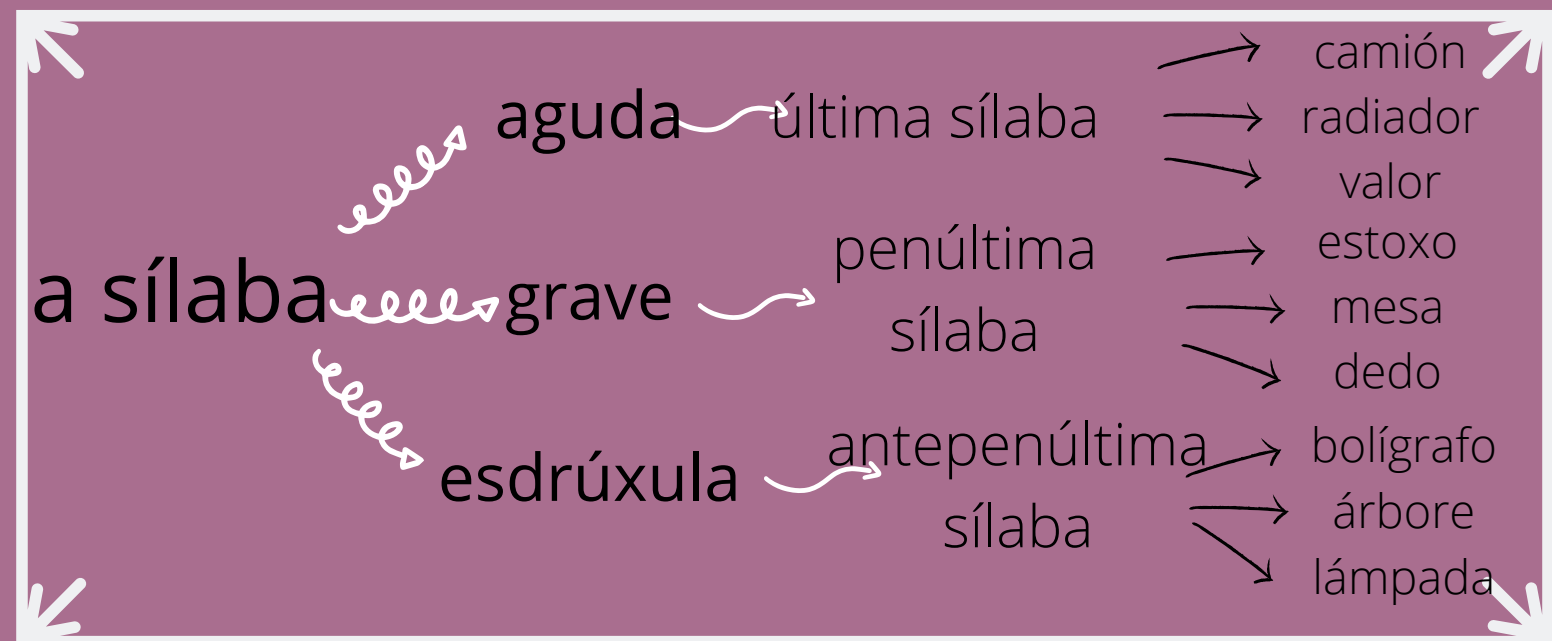 a sílaba
aguda
última sílaba
camión
radiador
valor
grave
penúltima
sílaba
estoxo
mesa
dedo
esdrúxula
antepenúltima
sílaba
bolígrafo
árbore
lámpada